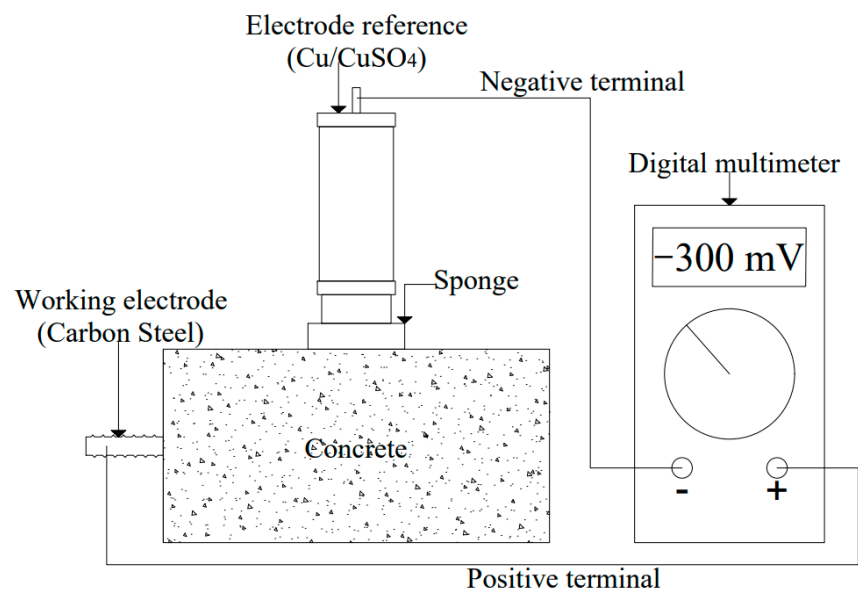 Electrode reference
(Cu/CuSO4)
Negative terminal
Digital multimeter
−300 mV
Sponge
Working electrode
(Carbon Steel)
Concrete
- +
Positive terminal